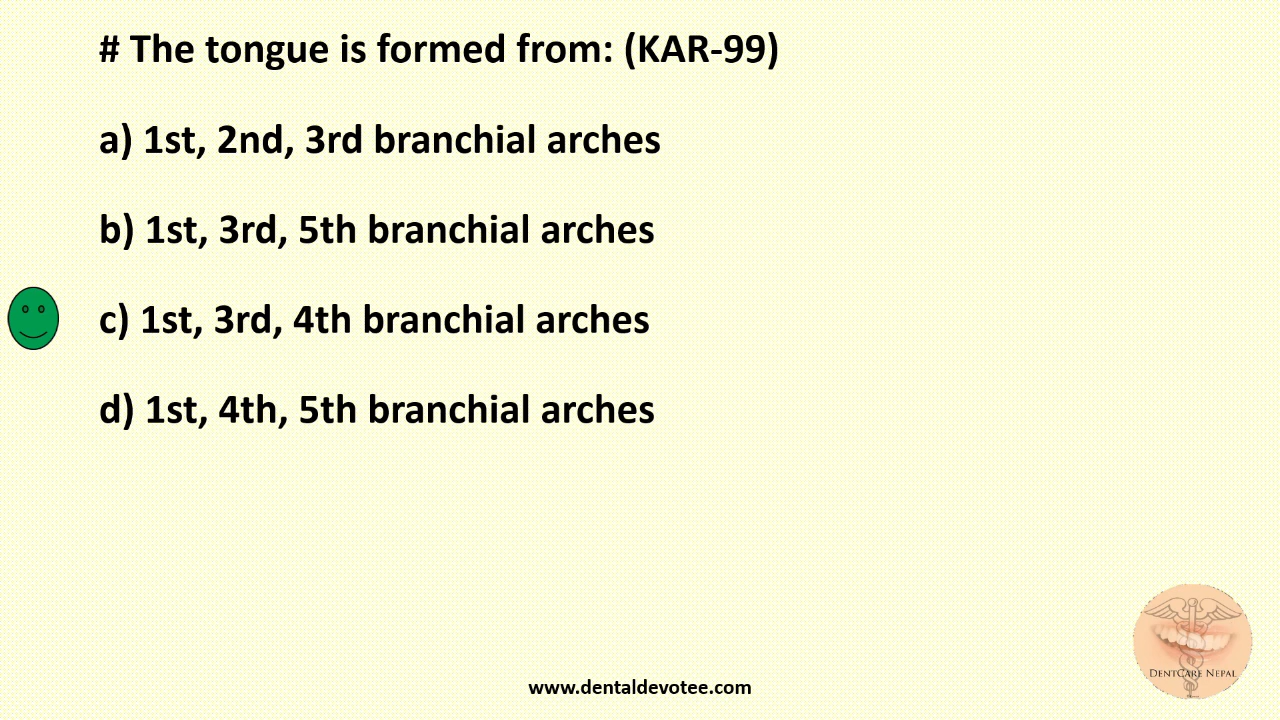 # The tongue is formed from: (KAR-99)
a) 1st, 2nd, 3rd branchial arches
b) 1st, 3rd, 5th branchial arches
c) 1st, 3rd, 4th branchial arches
d) 1st, 4th, 5th branchial arches
DentCare Nepal
www.dentaldevotee.com